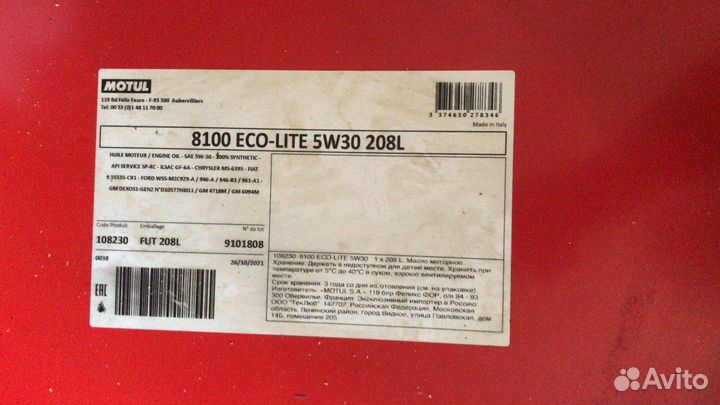 MOTUL
119 Bd Félix Faure - F-93 300 Aubervilliers
Tel: 00 33 (0)1 48 11 70 00
3 374650 278346
Made in Italy
8100 ECO-LITE 5W30 208L
HUILE MOTEUR / ENGINE OIL - SAE 5W-30 - 100% SYNTHETIC -
API SERVICE SP-RC - ILSAC GF-6A - CHRYSLER MS-6395 - FIAT
9.55535-CR1 - FORD WSS-M2C929-A / 946-A / 946-B1 / 961-A1 -
GM DEXOS1-GEN2 N°D10577HI011 / GM 4718M / GM 6094M
Code Produit Emballage N° de lot
108230 FUT 208L 9101808
0038 26/10/2021
EAC
108230 8100 ECO-LITE 5W30 1 x 208 L. Масло моторное.
Хранение: Держать в недоступном для детей месте. Хранить при
температуре от 5°C до 40°C в сухом, хорошо вентилируемом
месте.
Срок хранения: 3 года со дня изготовления (см. на упаковке)
Изготовитель «MOTUL S.A.» 119 бул Феликс ФОР, п/я 94 - 93
300 Обервилье, Франция. Эксклюзивный импортер в Россию:
ООО "ТекЛюб" 142702, Российская Федерация, Московская
область, Ленинский район, город Видное, улица Павловская, дом
14Б, помещение 205
Avito